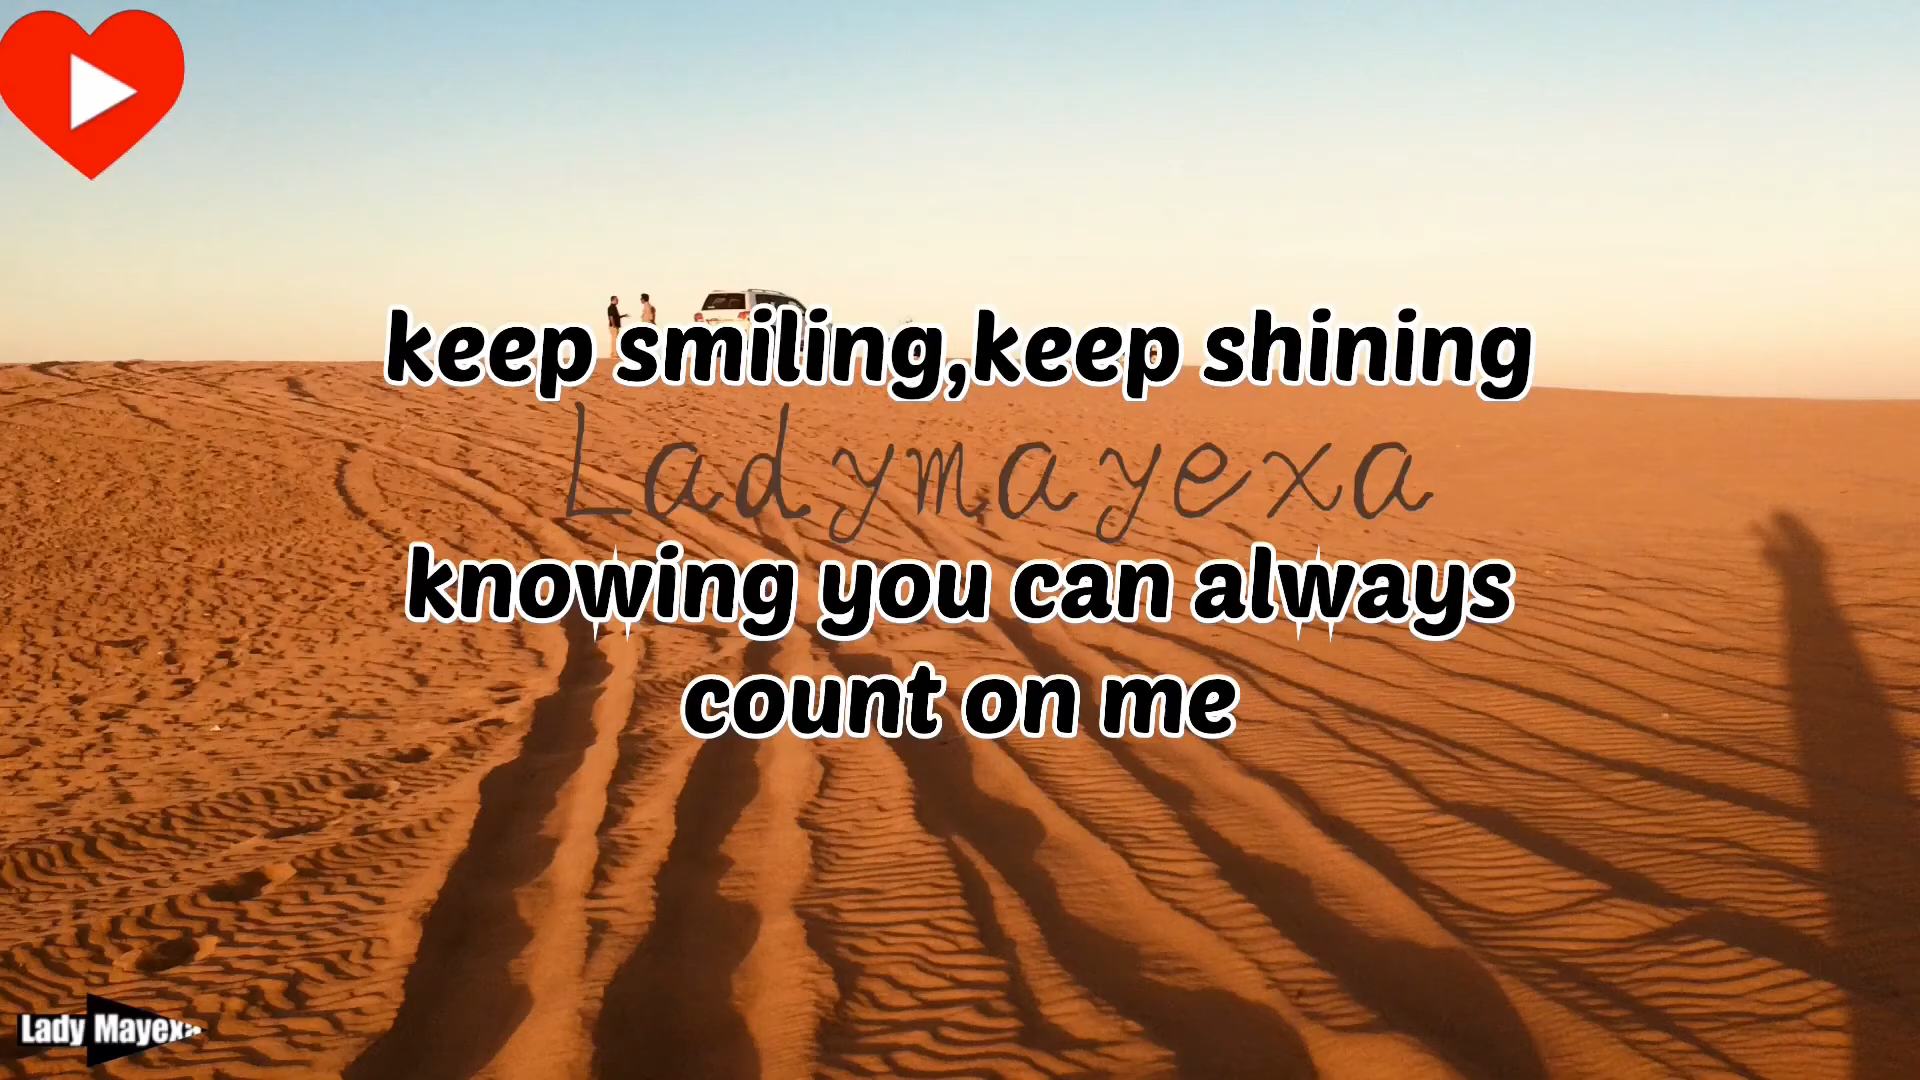 keep smiling,keep shining
Ladymayexa
knowing you can always
count on me
Lady Mayexa